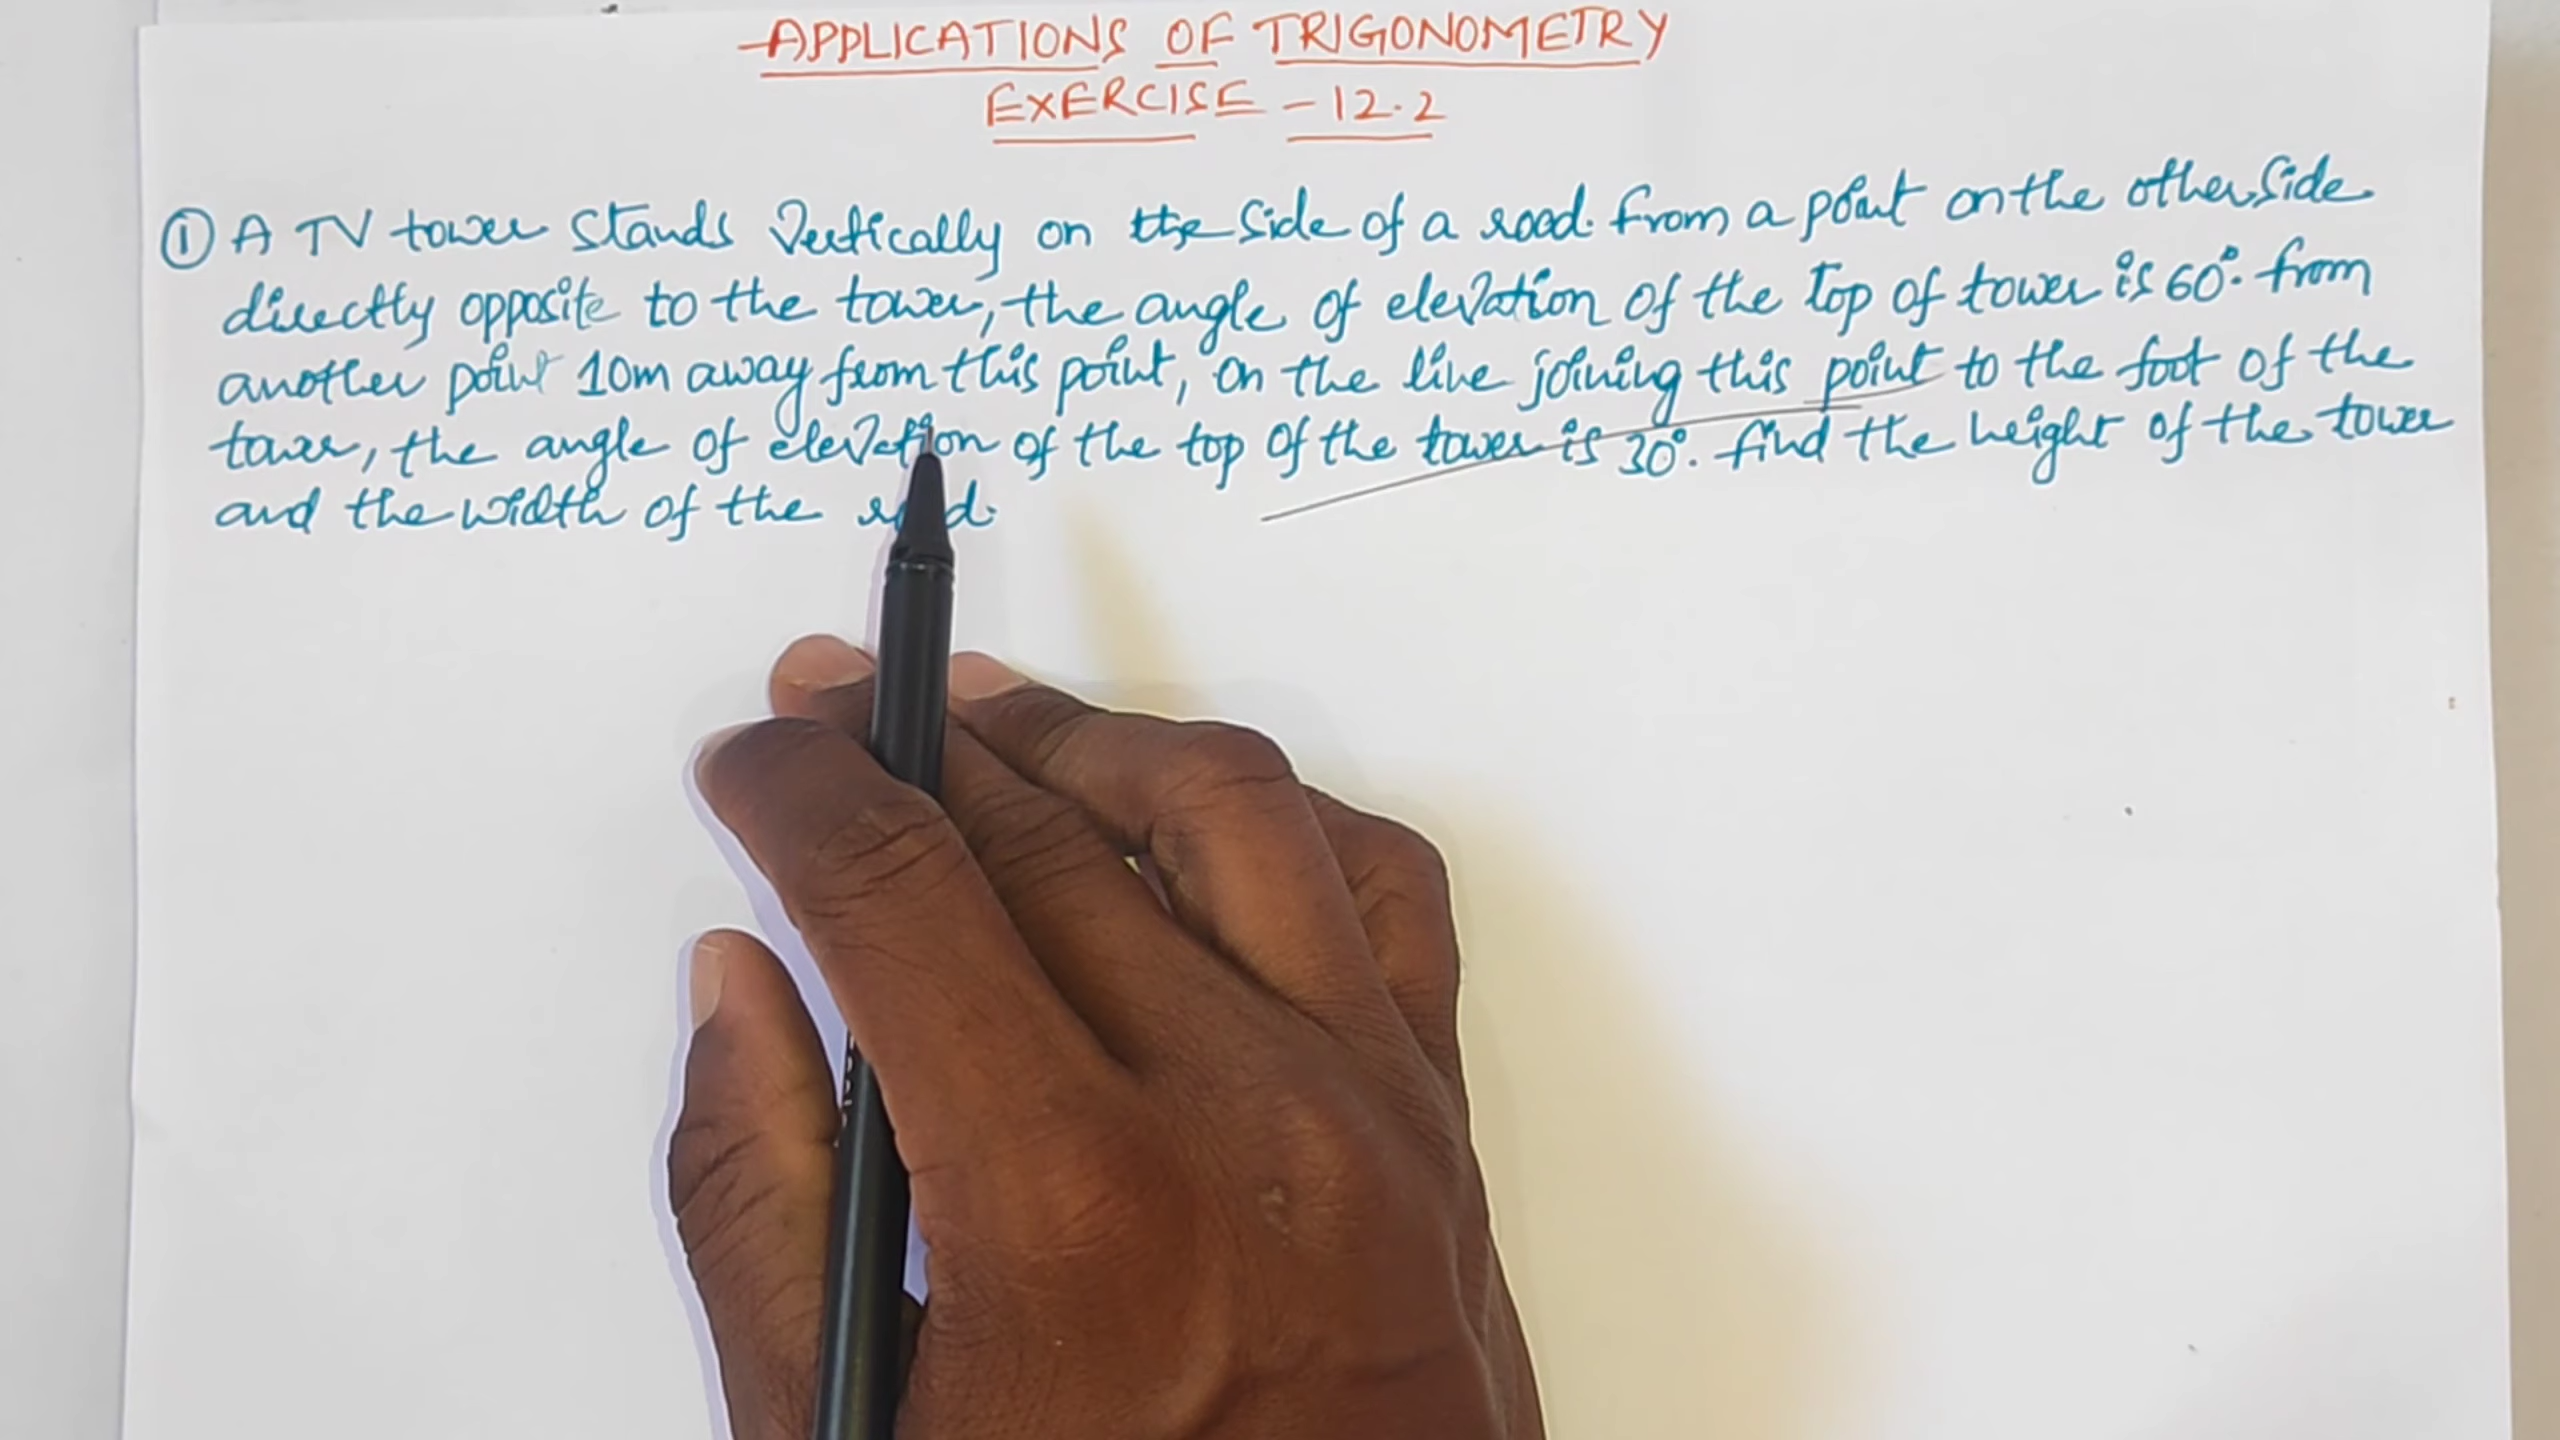 APPLICATIONS OF TRIGONOMETRY
EXERCISE - 12.2
① A TV tower stands Vertically on the side of a road. from a point on the other side
directly opposite to the tower, the angle of elevation of the top of tower is 60°. from
another point 10m away from this point, on the line joining this point to the foot of the
tower, the angle of elevation of the top of the tower is 30°. find the height of the tower
and the width of the road.